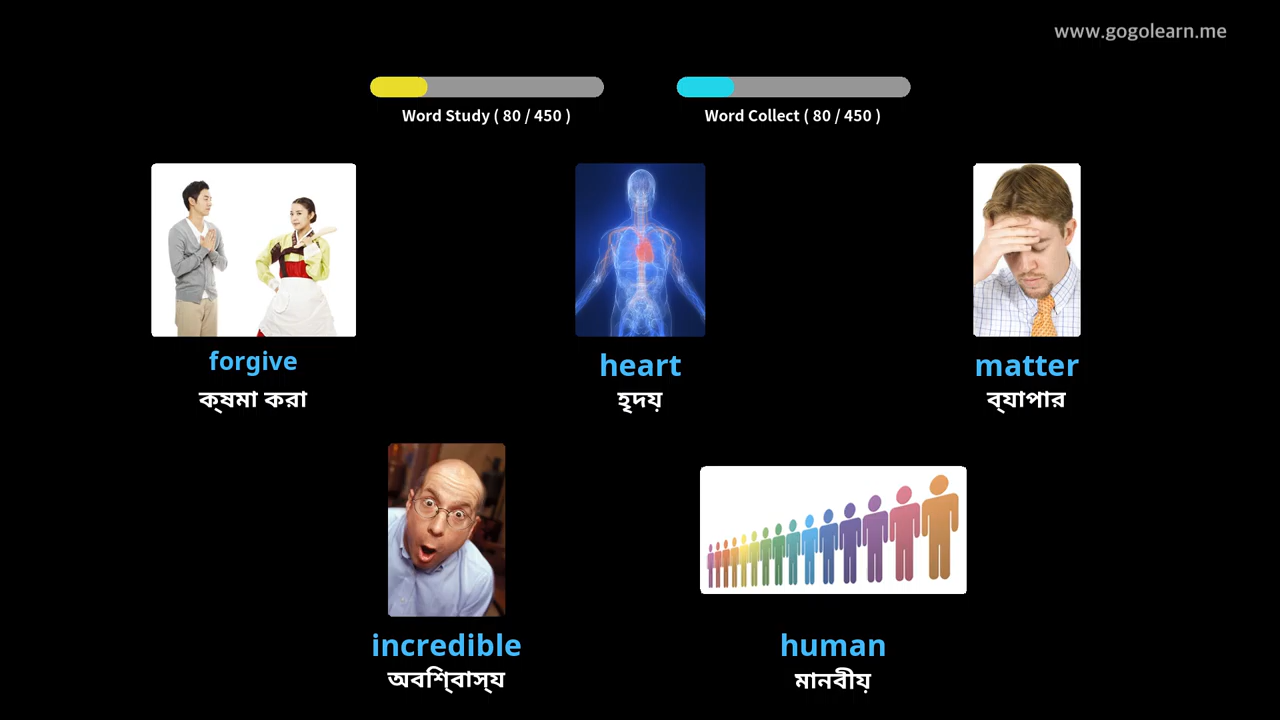 www.gogolearn.me
Word Study ( 80 / 450 )
Word Collect ( 80 / 450 )
forgive
ক্ষমা করা
heart
হৃদয়
matter
ব্যাপার
incredible
অবিশ্বাস্য
human
মানবীয়